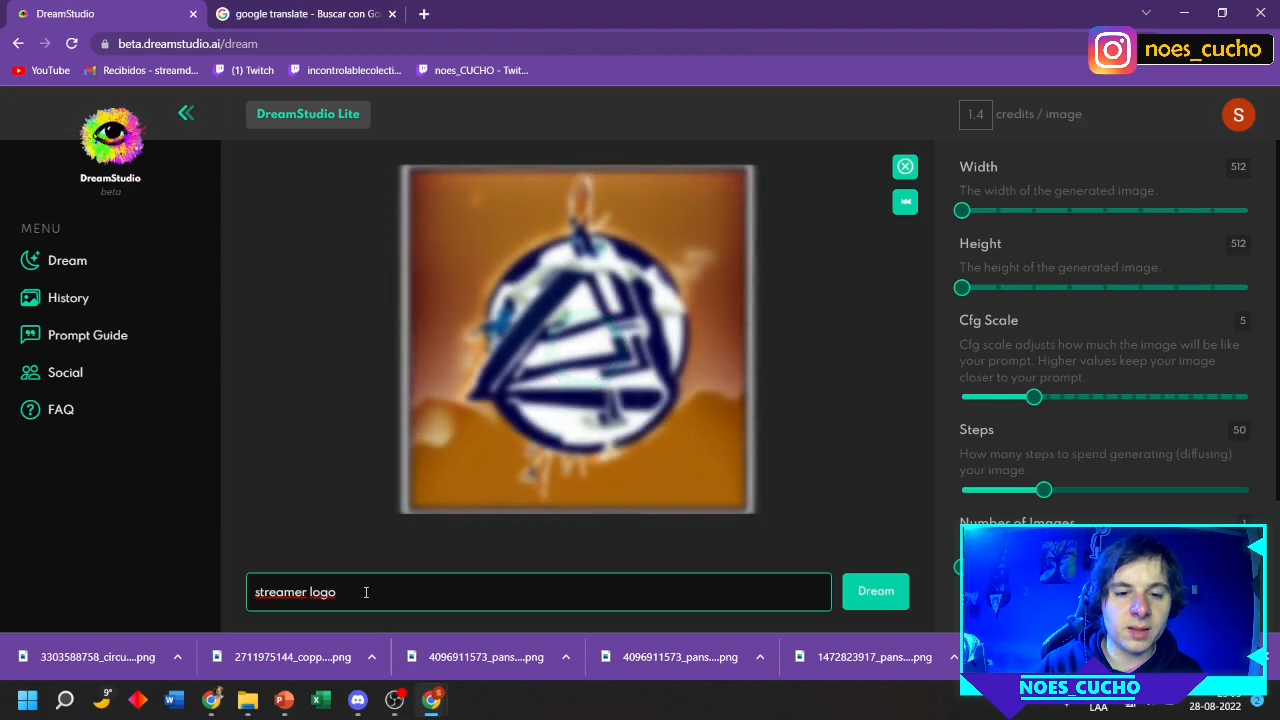 DreamStudio
google translate - Buscar con Go
beta.dreamstudio.ai/dream
noes_cucho
YouTube
Recibidos - streamd...
(1) Twitch
incontrolablecolecti...
noes_CUCHO - Twit...
DreamStudio Lite
1.4 credits / image
S
DreamStudio
beta
MENU
Dream
History
Prompt Guide
Social
FAQ
Width 512
The width of the generated image.
Height 512
The height of the generated image.
Cfg Scale 5
Cfg scale adjusts how much the image will be like
your prompt. Higher values keep your image
closer to your prompt.
Steps 50
How many steps to spend generating (diffusing)
your image.
Number of Images 1
streamer logo
Dream
3303588758_circu....png
2711975144_copp....png
4096911573_pans....png
4096911573_pans....png
1472823917_pans....png
NOES_CUCHO
9°
LAA
28-08-2022
2